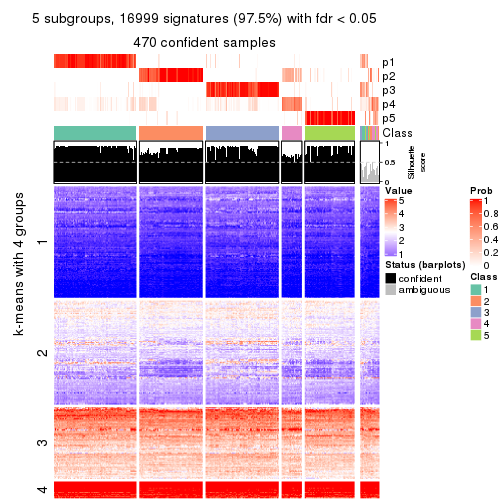 5 subgroups, 16999 signatures (97.5%) with fdr < 0.05
470 confident samples
p1
p2
p3
p4
p5
Class
1
0.5
0
Silhouette
score
k-means with 4 groups
1
2
3
4
Value
5
4
3
2
1
Status (barplots)
confident
ambiguous
Prob
1
0.8
0.6
0.4
0.2
0
Class
1
2
3
4
5